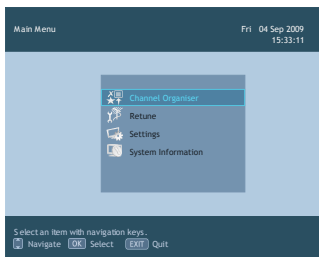 Main Menu Fri 04 Sep 2009
15:33:11
Channel Organiser
Retune
Settings
System Information
Select an item with navigation keys.
Navigate OK Select EXIT Quit